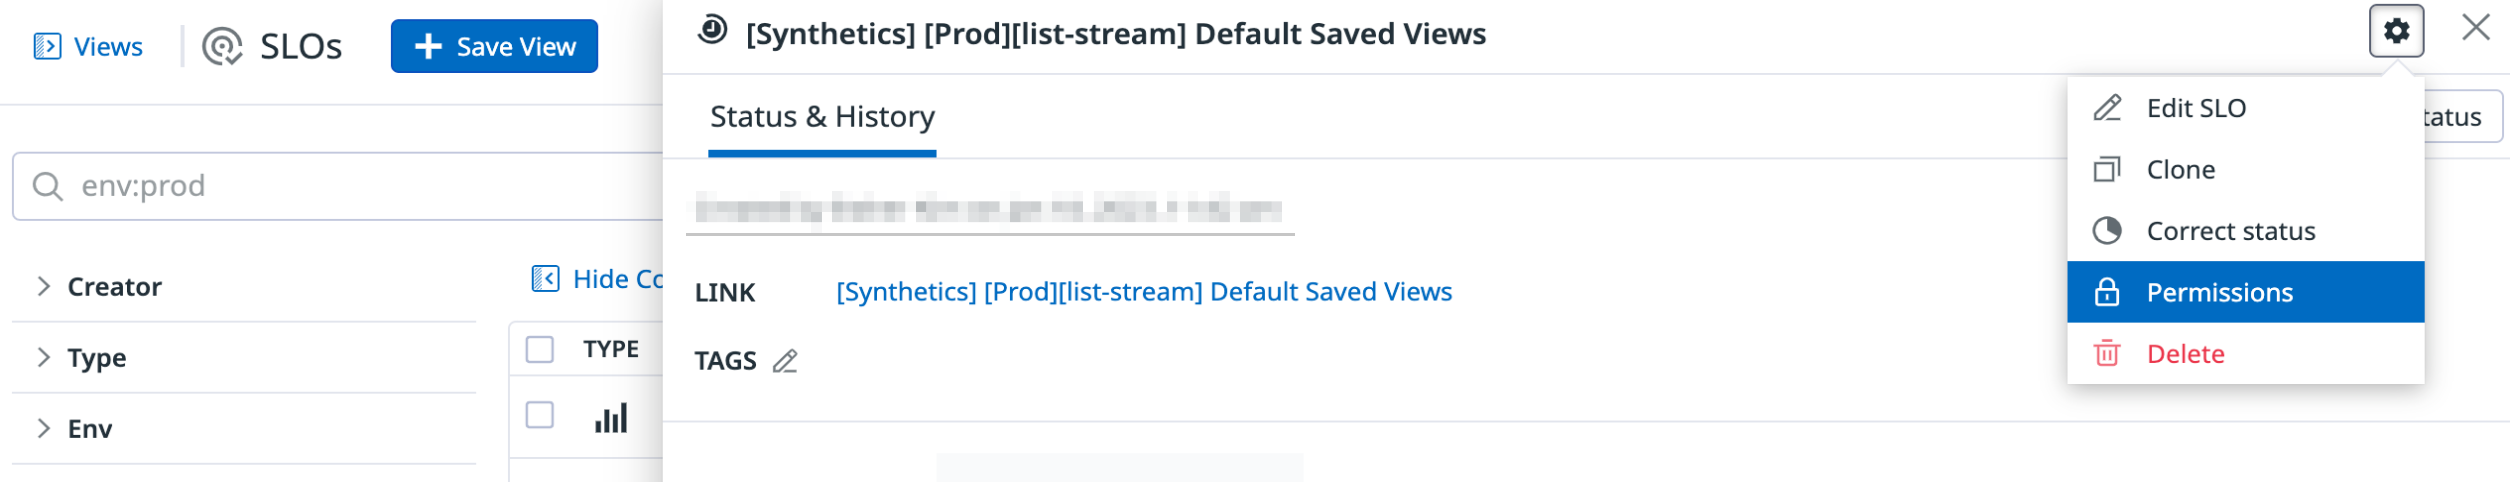 Views
SLOs
Save View
env:prod
Creator
Type
Env
Hide Co
TYPE
[Synthetics] [Prod][list-stream] Default Saved Views
Status & History
LINK
[Synthetics] [Prod][list-stream] Default Saved Views
TAGS
tatus
Edit SLO
Clone
Correct status
Permissions
Delete